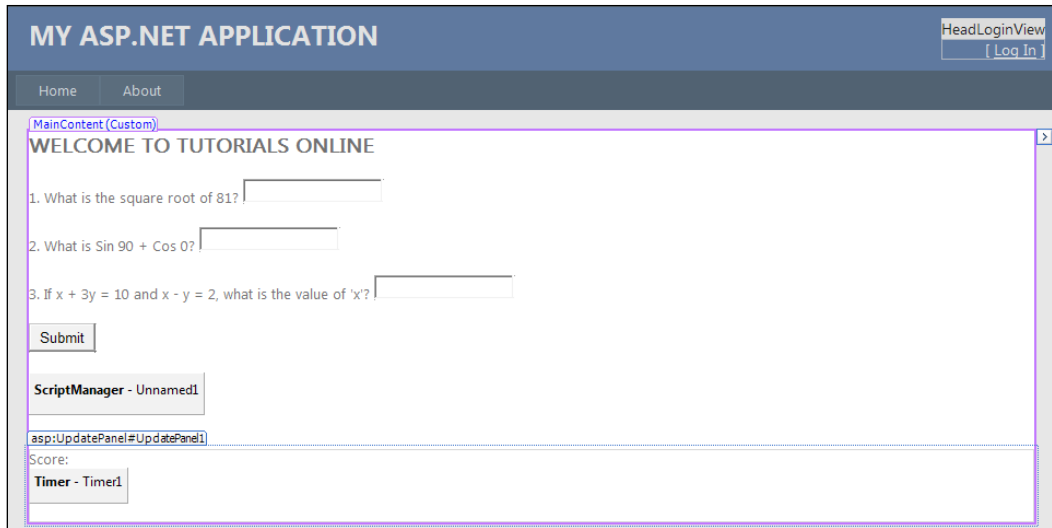 MY ASP.NET APPLICATION
HeadLoginView
[ Log In ]
Home About
MainContent (Custom)
WELCOME TO TUTORIALS ONLINE
1. What is the square root of 81?
2. What is Sin 90 + Cos 0?
3. If x + 3y = 10 and x - y = 2, what is the value of 'x'?
Submit
ScriptManager - Unnamed1
asp:UpdatePanel#UpdatePanel1
Score:
Timer - Timer1